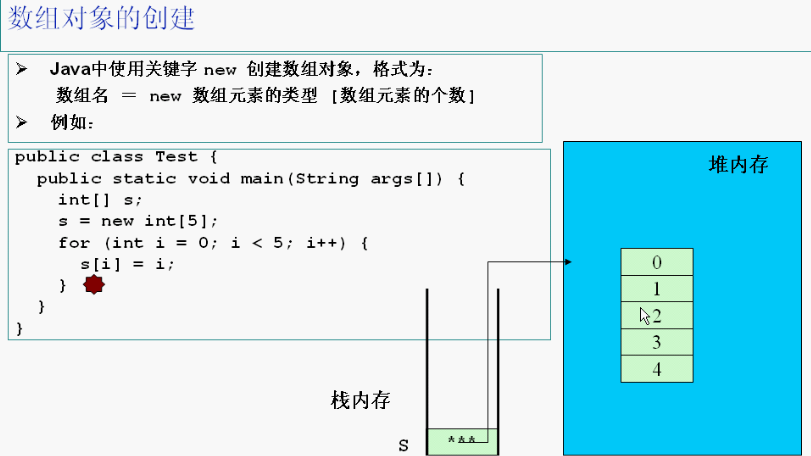 数组对象的创建
➢ Java中使用关键字 new 创建数组对象，格式为：
数组名 ＝ new 数组元素的类型 [数组元素的个数]
➢ 例如：
public class Test {
  public static void main(String args[]) {
    int[] s;
    s = new int[5];
    for (int i = 0; i < 5; i++) {
      s[i] = i;
    }
  }
}
堆内存
0
1
2
3
4
栈内存
s ***